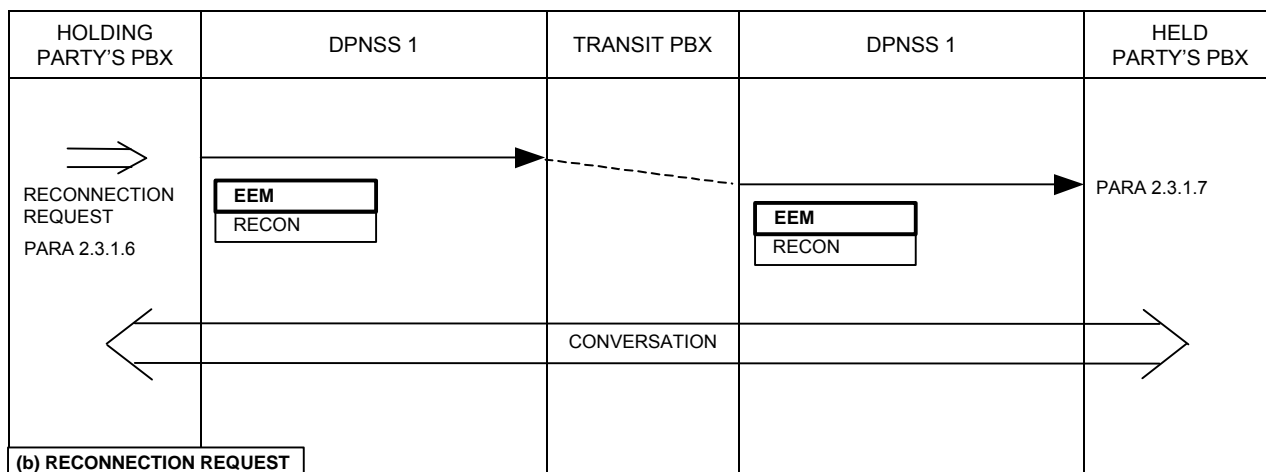 HOLDING
PARTY'S PBX
DPNSS 1
TRANSIT PBX
DPNSS 1
HELD
PARTY'S PBX
RECONNECTION
REQUEST
PARA 2.3.1.6
EEM
RECON
EEM
RECON
PARA 2.3.1.7
CONVERSATION
(b) RECONNECTION REQUEST